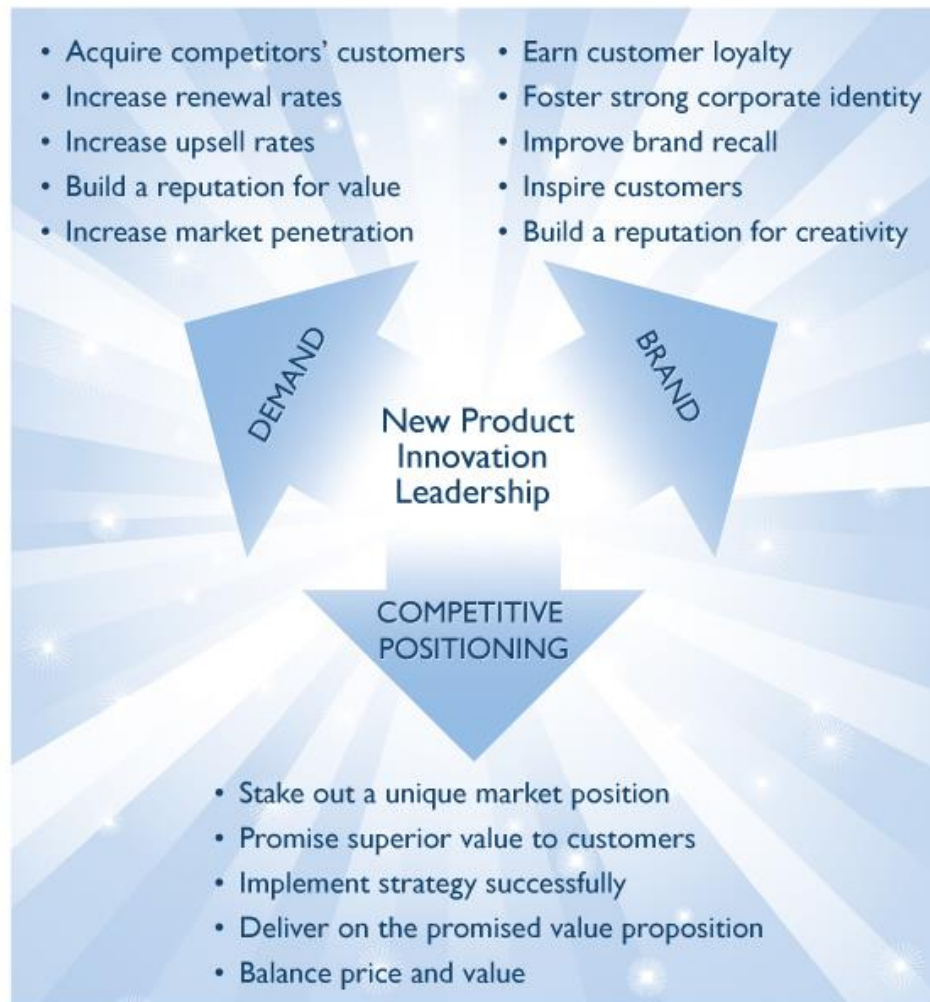 • Acquire competitors' customers
• Increase renewal rates
• Increase upsell rates
• Build a reputation for value
• Increase market penetration
• Earn customer loyalty
• Foster strong corporate identity
• Improve brand recall
• Inspire customers
• Build a reputation for creativity
DEMAND
BRAND
New Product
Innovation
Leadership
COMPETITIVE
POSITIONING
• Stake out a unique market position
• Promise superior value to customers
• Implement strategy successfully
• Deliver on the promised value proposition
• Balance price and value